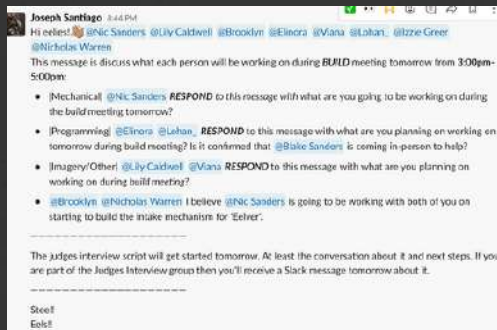 Joseph Santiago 8:44 PM
Hi eelies! @Nic Sanders @Lily Caldwell @Brooklyn @Elinora @Viana @Lohan_ @Izzie Greer
@Nicholas Warren
This message is discuss what each person will be working on during BUILD meeting tomorrow from 3:00pm-
5:00pm:
• |Mechanical| @Nic Sanders RESPOND to this message with what are you going to be working on during
the build meeting tomorrow?
• |Programming| @Elinora @Lohan_ RESPOND to this message with what are you planning on working on
tomorrow during build meeting? Is it confirmed that @Blake Sanders is coming in-person to help?
• |Imagery/Other| @Lily Caldwell @Viana RESPOND to this message with what are you planning on
working on during build meeting?
• @Brooklyn @Nicholas Warren I believe @Nic Sanders is going to be working with both of you on
starting to build the intake mechanism for 'Eelver'.
The judges interview script will get started tomorrow. At least the conversation about it and next steps. If you
are part of the Judges Interview group then you'll receive a Slack message tomorrow about it.
Steel!
Eels!!